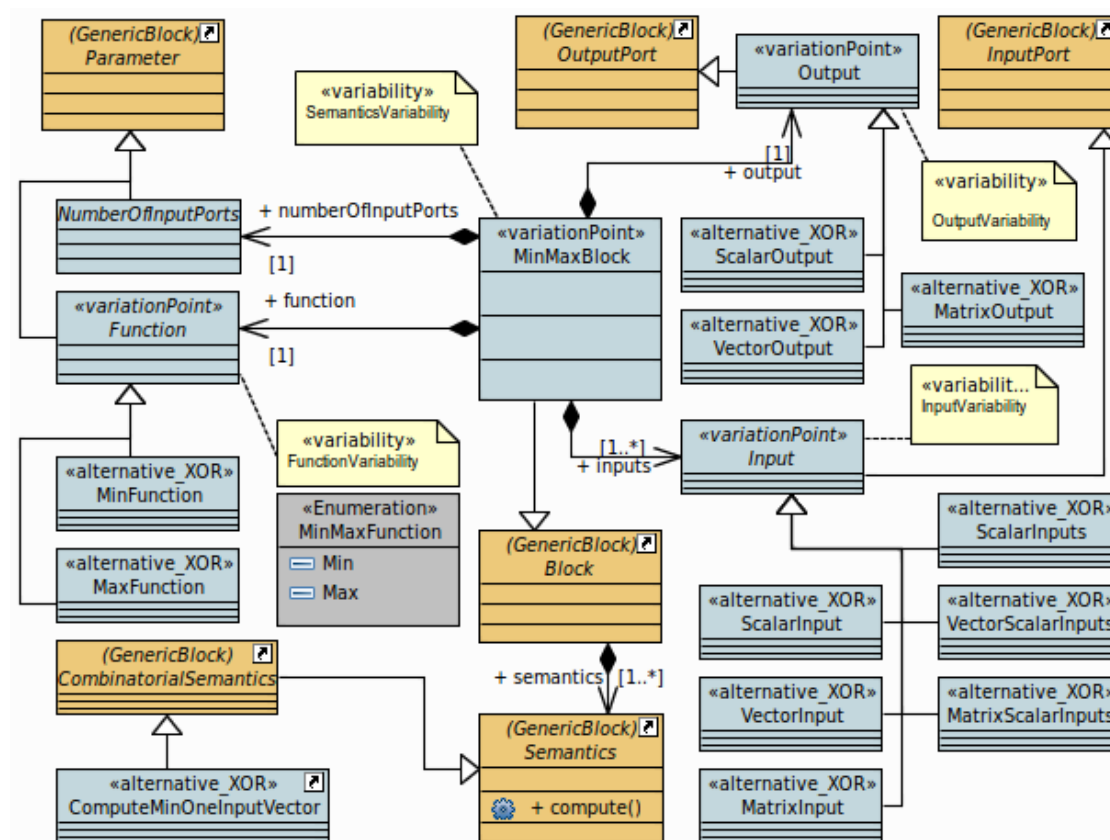 (GenericBlock)
Parameter
«variability»
SemanticsVariability
(GenericBlock)
OutputPort
«variationPoint»
Output
(GenericBlock)
InputPort
[1]
+ output
«variability»
OutputVariability
NumberOfInputPorts
+ numberOfInputPorts
[1]
«variationPoint»
MinMaxBlock
«alternative_XOR»
ScalarOutput
«alternative_XOR»
MatrixOutput
«variationPoint»
Function
+ function
[1]
«alternative_XOR»
VectorOutput
«variabilit...
InputVariability
«variability»
FunctionVariability
[1..*]
+ inputs
«variationPoint»
Input
«alternative_XOR»
MinFunction
«Enumeration»
MinMaxFunction
Min
Max
«alternative_XOR»
MaxFunction
(GenericBlock)
Block
«alternative_XOR»
ScalarInputs
«alternative_XOR»
ScalarInput
«alternative_XOR»
VectorScalarInputs
(GenericBlock)
CombinatorialSemantics
+ semantics
[1..*]
«alternative_XOR»
VectorInput
«alternative_XOR»
MatrixScalarInputs
(GenericBlock)
Semantics
+ compute()
«alternative_XOR»
ComputeMinOneInputVector
«alternative_XOR»
MatrixInput